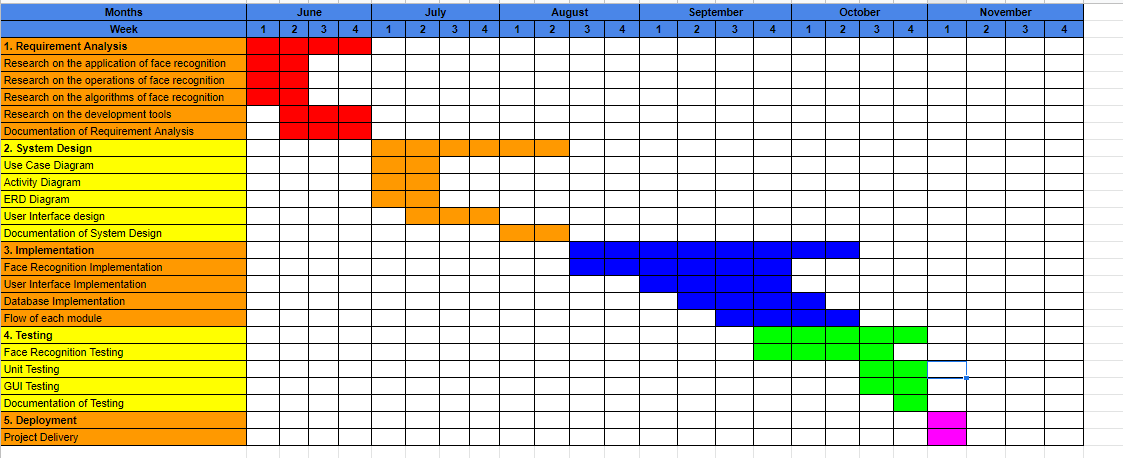 Months June July August September October November
Week 1 2 3 4 1 2 3 4 1 2 3 4 1 2 3 4 1 2 3 4 1 2 3 4
1. Requirement Analysis
Research on the application of face recognition
Research on the operations of face recognition
Research on the algorithms of face recognition
Research on the development tools
Documentation of Requirement Analysis
2. System Design
Use Case Diagram
Activity Diagram
ERD Diagram
User Interface design
Documentation of System Design
3. Implementation
Face Recognition Implementation
User Interface Implementation
Database Implementation
Flow of each module
4. Testing
Face Recognition Testing
Unit Testing
GUI Testing
Documentation of Testing
5. Deployment
Project Delivery